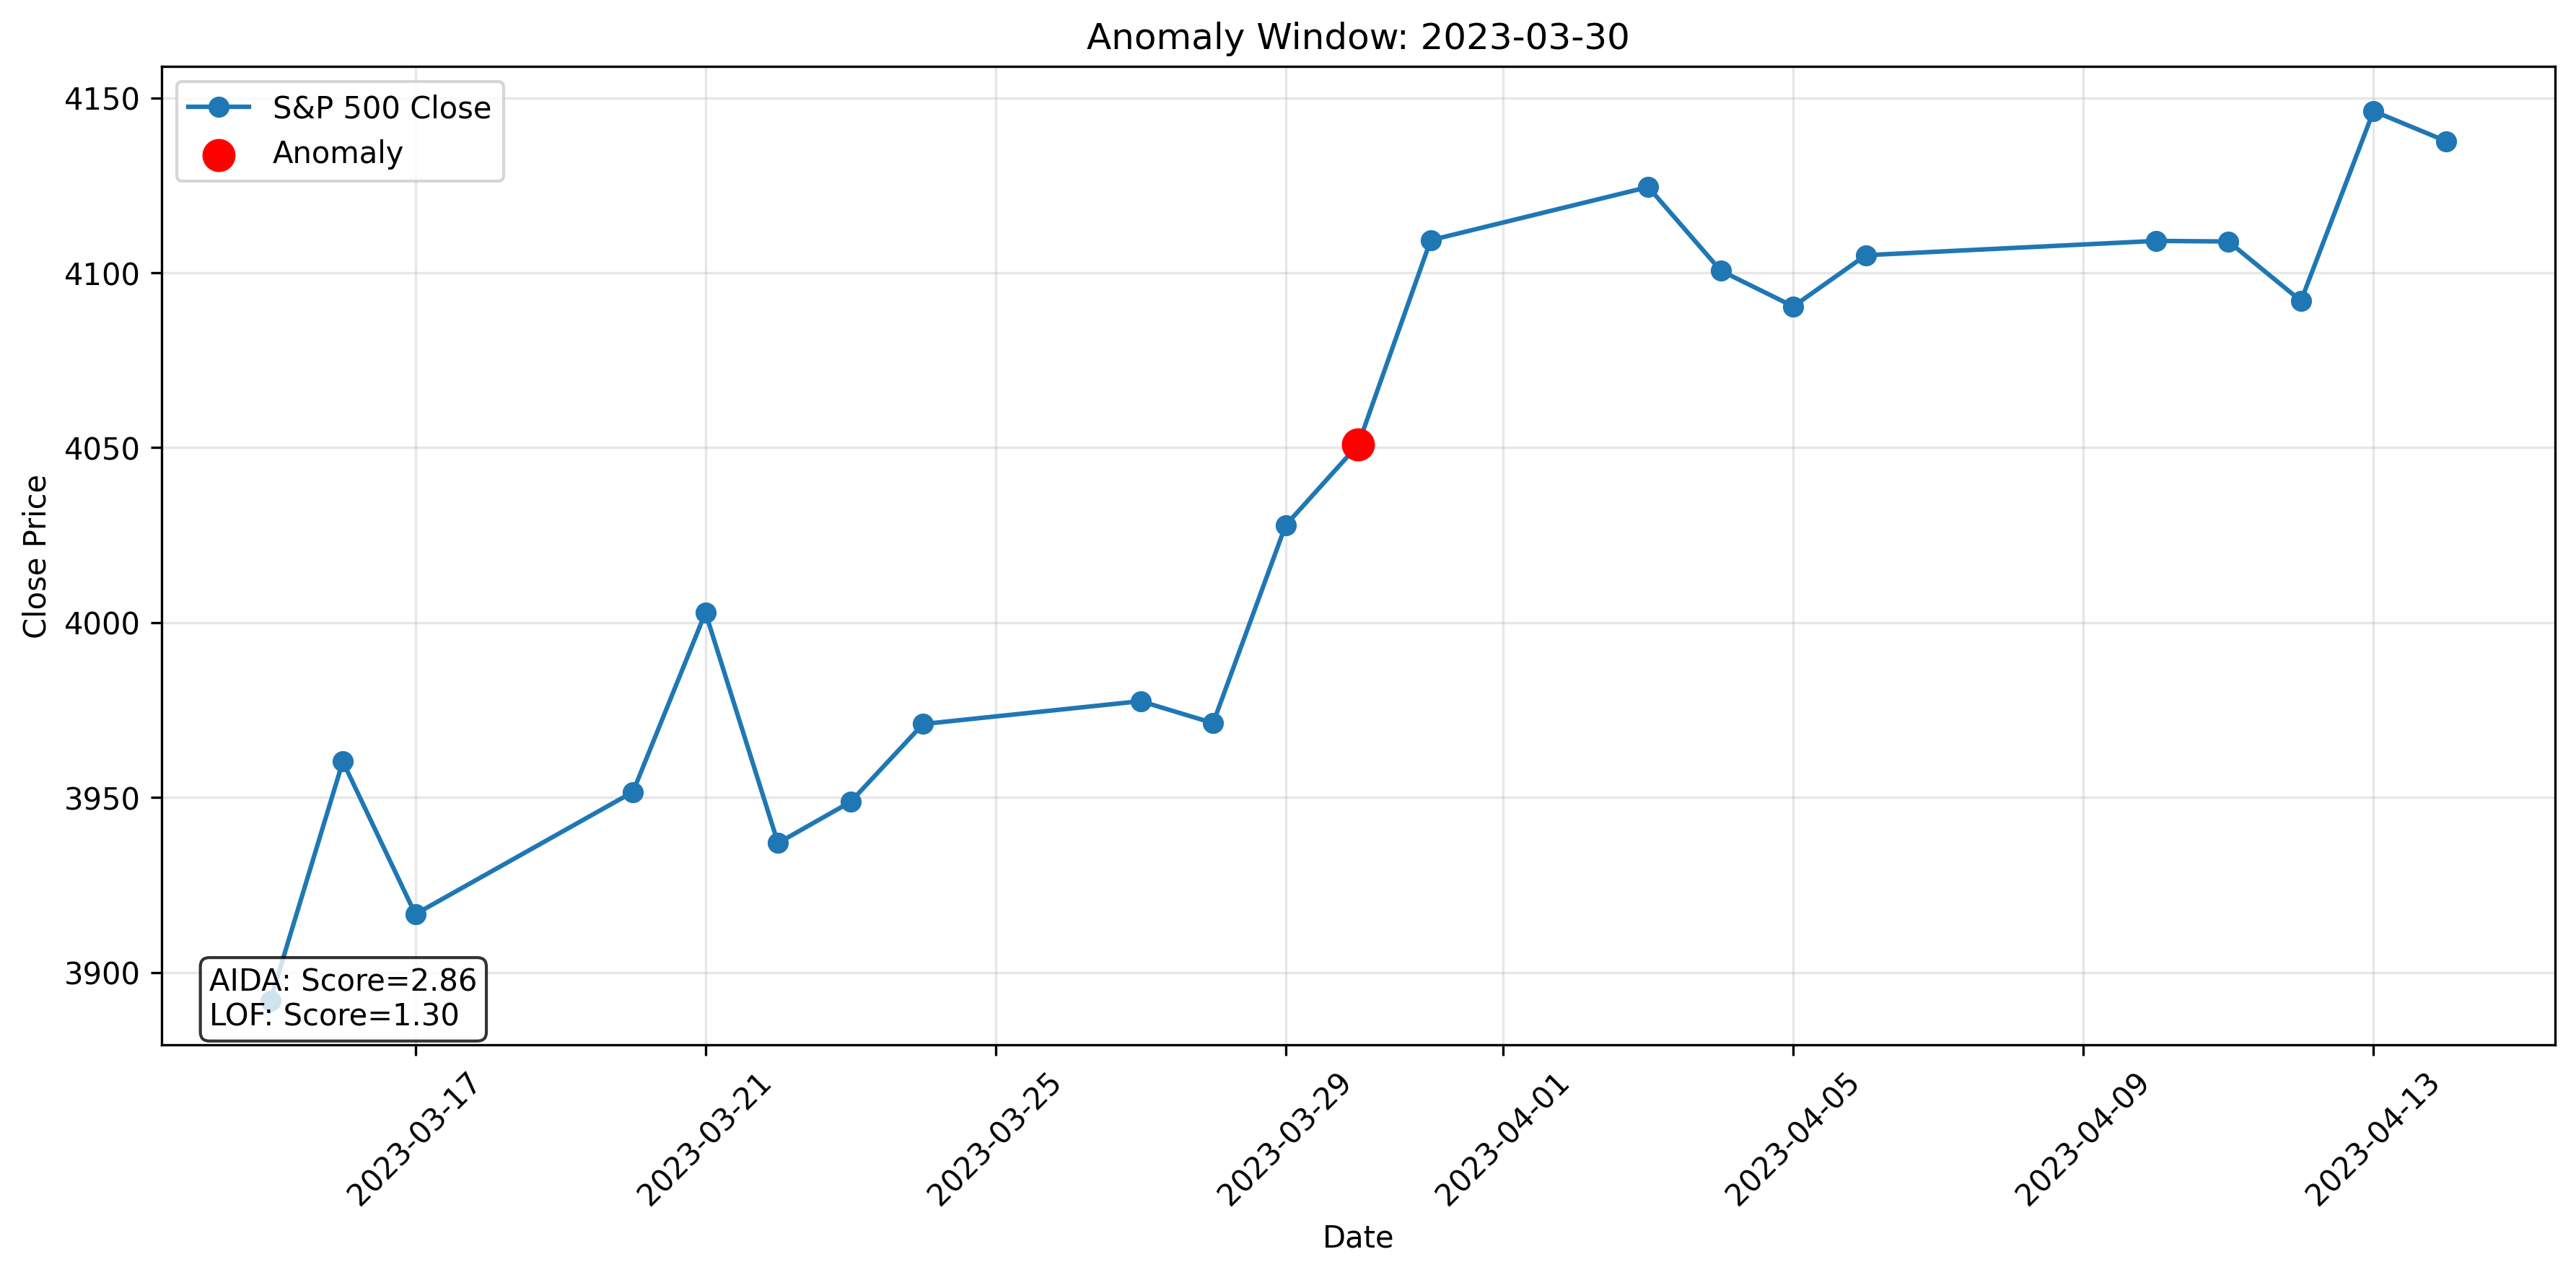 Anomaly Window: 2023-03-30
S&P 500 Close
Anomaly
4150
4100
4050
4000
3950
3900
Close Price
AIDA: Score=2.86
LOF: Score=1.30
2023-03-17
2023-03-21
2023-03-25
2023-03-29
2023-04-01
2023-04-05
2023-04-09
2023-04-13
Date